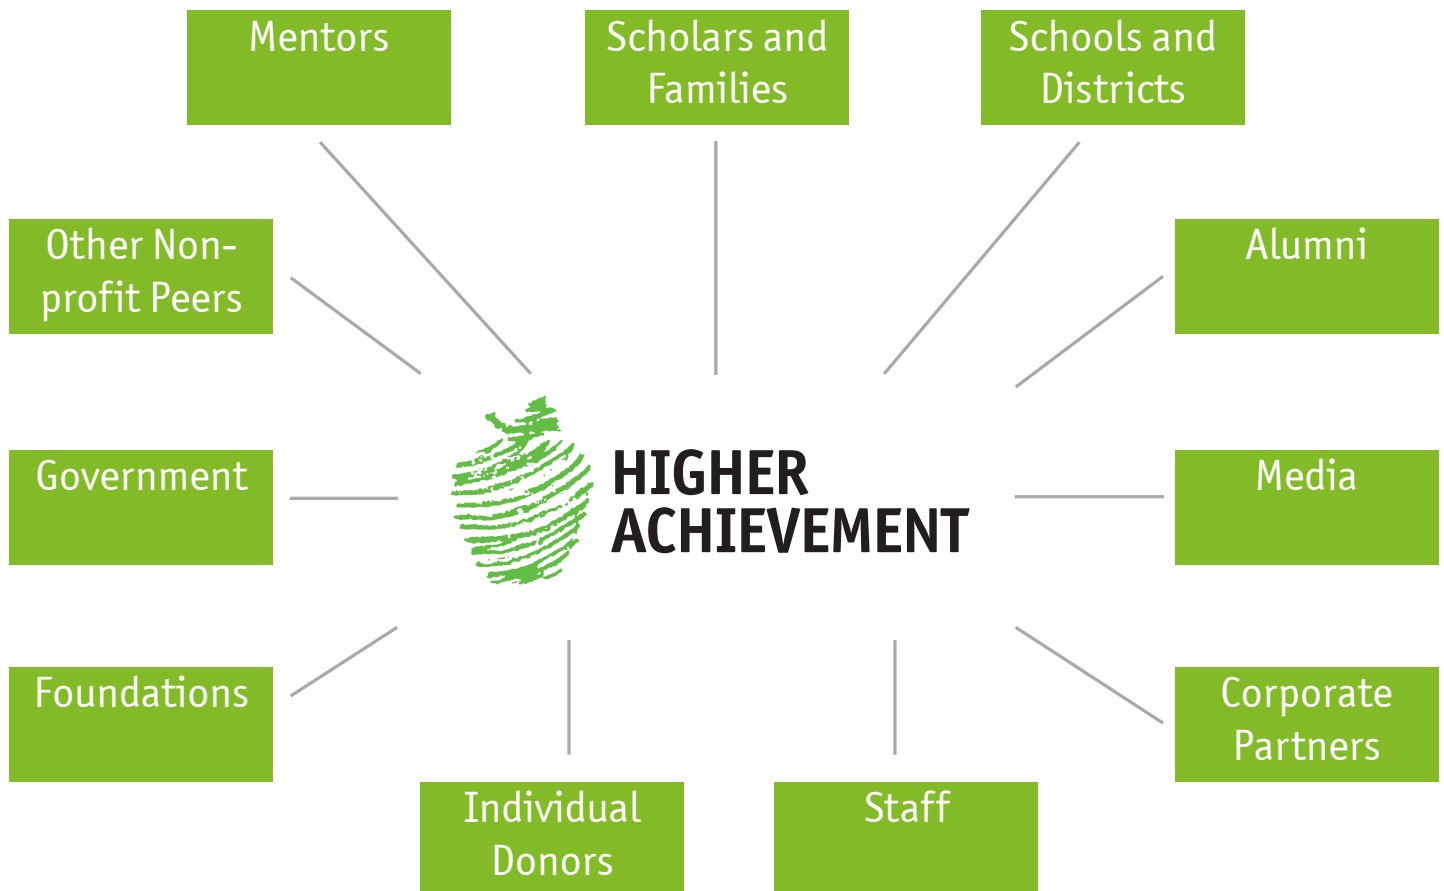 Mentors
Scholars and
Families
Schools and
Districts
Other Non-
profit Peers
Alumni
HIGHER
ACHIEVEMENT
Government
Media
Foundations
Corporate
Partners
Individual
Donors
Staff